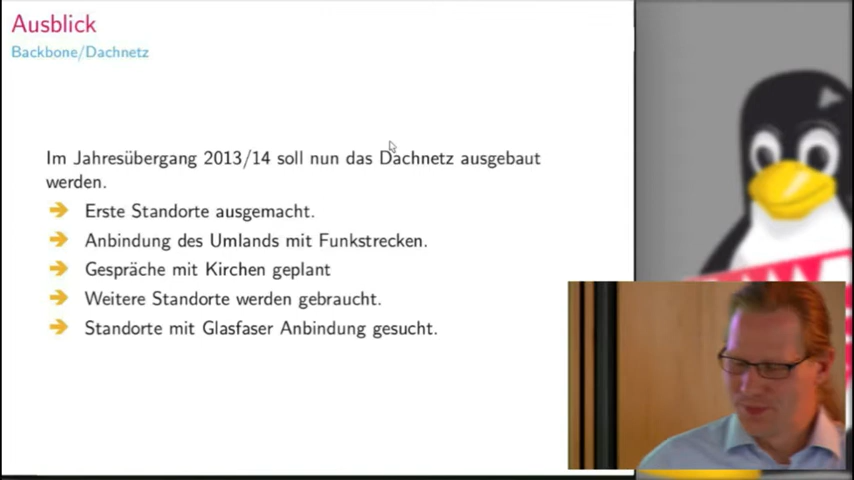 Ausblick
Backbone/Dachnetz
Im Jahresübergang 2013/14 soll nun das Dachnetz ausgebaut
werden.
Erste Standorte ausgemacht.
Anbindung des Umlands mit Funkstrecken.
Gespräche mit Kirchen geplant
Weitere Standorte werden gebraucht.
Standorte mit Glasfaser Anbindung gesucht.